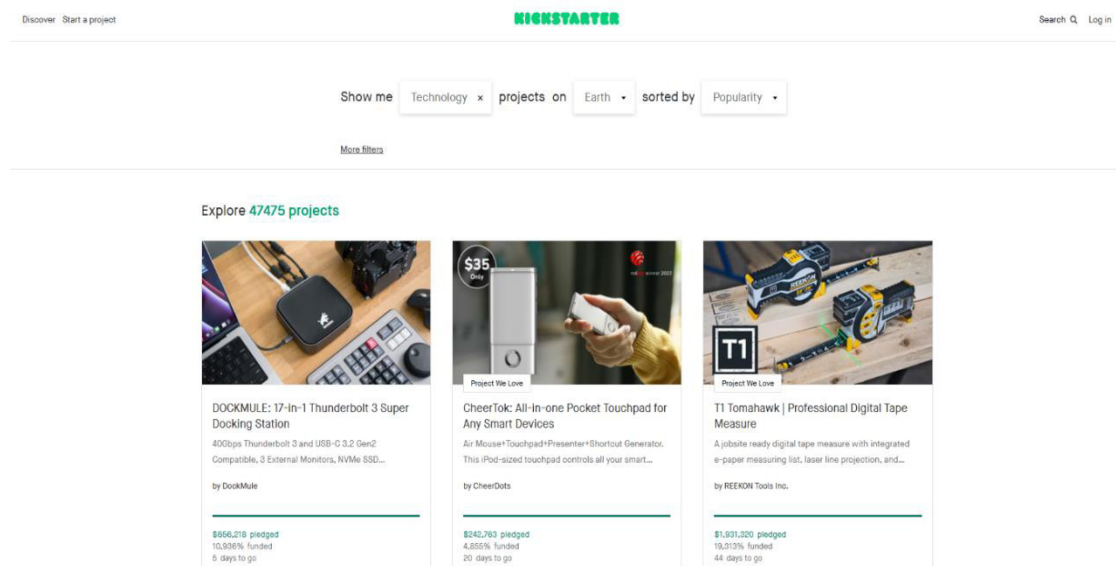 Discover Start a project
KICKSTARTER
Search Log in
Show me Technology × projects on Earth sorted by Popularity
More filters
Explore 47475 projects
$35
Only
winner 2022
REEKON
T1
Project We Love
Project We Love
DOCKMULE: 17-in-1 Thunderbolt 3 Super
Docking Station
40Gbps Thunderbolt 3 and USB-C 3.2 Gen2
Compatible, 3 External Monitors, NVMe SSD...
by DockMule
$656,218 pledged
10,936% funded
6 days to go
CheerTok: All-in-one Pocket Touchpad for
Any Smart Devices
Air Mouse+Touchpad+Presenter+Shortcut Generator.
This iPod-sized touchpad controls all your smart...
by CheerDots
$242,763 pledged
4,855% funded
20 days to go
T1 Tomahawk | Professional Digital Tape
Measure
A jobsite ready digital tape measure with integrated
e-paper measuring list, laser line projection, and...
by REEKON Tools Inc.
$1,931,320 pledged
19,313% funded
44 days to go